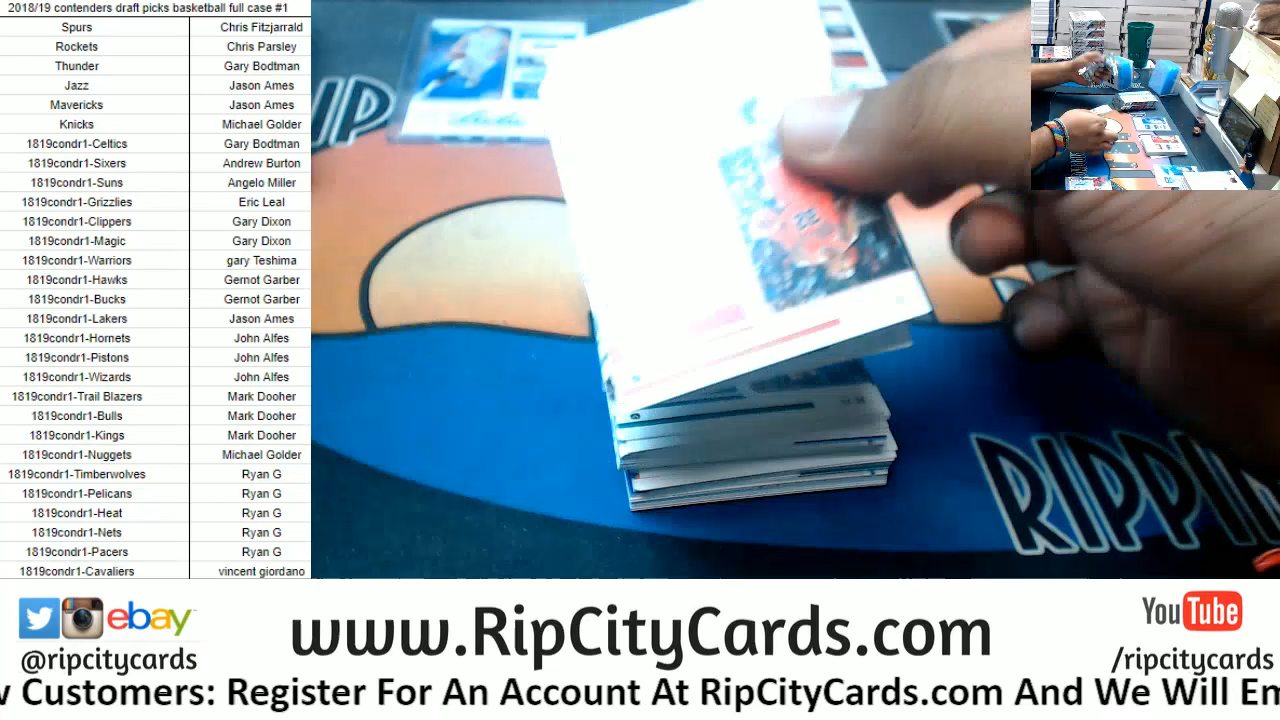 2018/19 contenders draft picks basketball full case #1
Spurs Chris Fitzjarrald
Rockets Chris Parsley
Thunder Gary Bodtman
Jazz Jason Ames
Mavericks Jason Ames
Knicks Michael Golder
1819condr1-Celtics Gary Bodtman
1819condr1-Sixers Andrew Burton
1819condr1-Suns Angelo Miller
1819condr1-Grizzlies Eric Leal
1819condr1-Clippers Gary Dixon
1819condr1-Magic Gary Dixon
1819condr1-Warriors gary Teshima
1819condr1-Hawks Gernot Garber
1819condr1-Bucks Gernot Garber
1819condr1-Lakers Jason Ames
1819condr1-Hornets John Alfes
1819condr1-Pistons John Alfes
1819condr1-Wizards John Alfes
1819condr1-Trail Blazers Mark Dooher
1819condr1-Bulls Mark Dooher
1819condr1-Kings Mark Dooher
1819condr1-Nuggets Michael Golder
1819condr1-Timberwolves Ryan G
1819condr1-Pelicans Ryan G
1819condr1-Heat Ryan G
1819condr1-Nets Ryan G
1819condr1-Pacers Ryan G
1819condr1-Cavaliers vincent giordano
IP
RIPPIN
ebay
@ripcitycards
www.RipCityCards.com
YouTube
/ripcitycards
w Customers: Register For An Account At RipCityCards.com And We Will Em